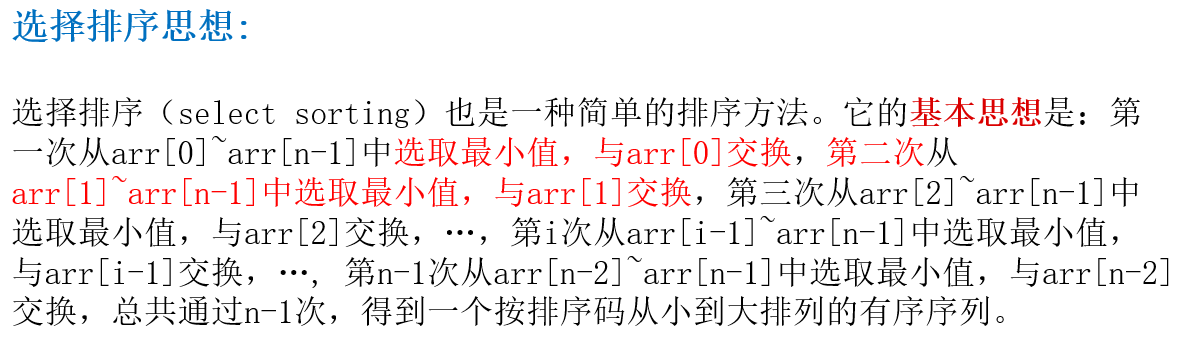 选择排序思想:
选择排序（select sorting）也是一种简单的排序方法。它的基本思想是：第
一次从arr[0]~arr[n-1]中选取最小值，与arr[0]交换，第二次从
arr[1]~arr[n-1]中选取最小值，与arr[1]交换，第三次从arr[2]~arr[n-1]中
选取最小值，与arr[2]交换，…，第i次从arr[i-1]~arr[n-1]中选取最小值，
与arr[i-1]交换，…, 第n-1次从arr[n-2]~arr[n-1]中选取最小值，与arr[n-2]
交换，总共通过n-1次，得到一个按排序码从小到大排列的有序序列。